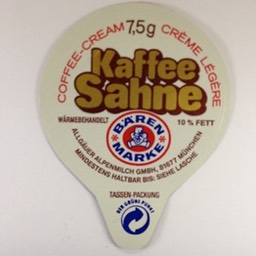 COFFEE-CREAM 7,5g CRÈME LÉGÈRE
Kaffee
Sahne
WÄRMEBEHANDELT
10% FETT
BÄREN
MARKE
ALLGÄUER ALPENMILCH GMBH, 81677 MÜNCHEN
MINDESTENS HALTBAR BIS: SIEHE LASCHE
TASSEN-PACKUNG
DER GRÜNE PUNKT